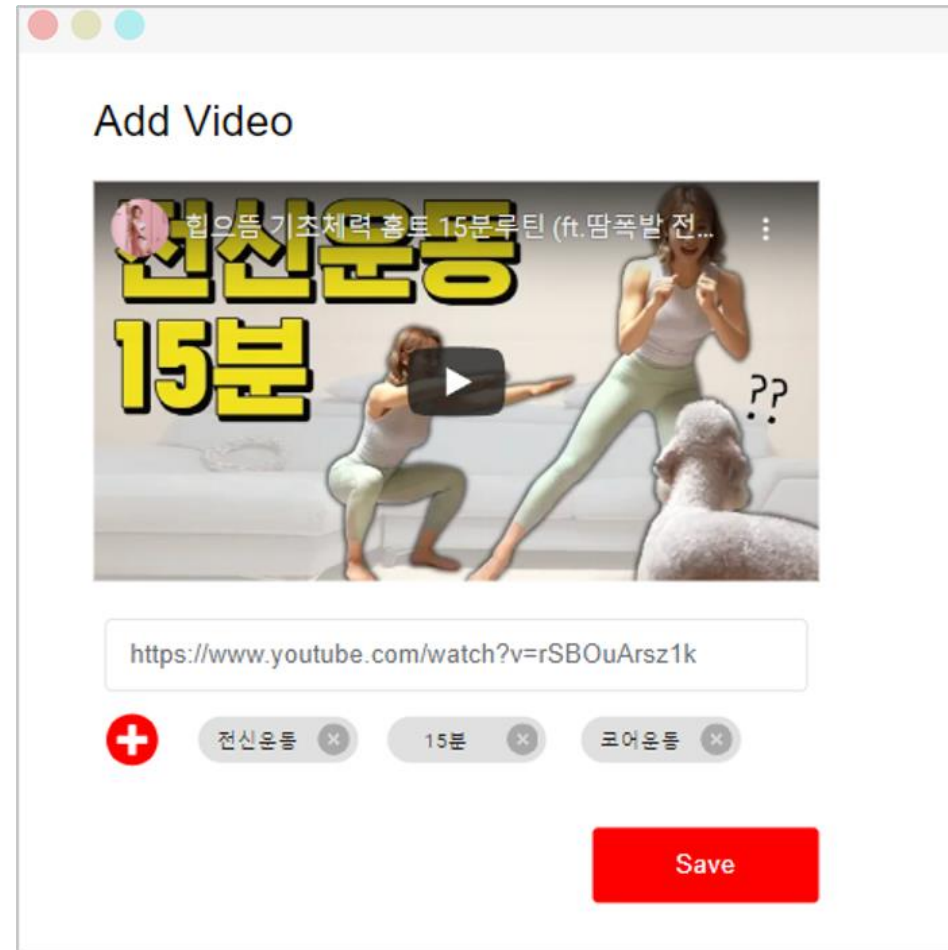 Add Video
힙으뜸 기초체력 홈트 15분루틴 (ft.땀폭발 전...
전신운동
15분
??
https://www.youtube.com/watch?v=rSBOuArsz1k
전신운동
15분
코어운동
Save